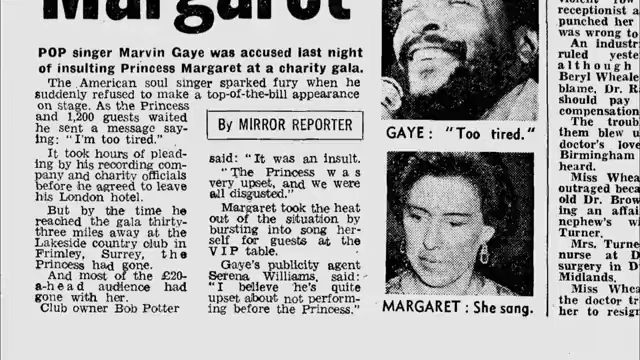 Margaret
POP singer Marvin Gaye was accused last night
of insulting Princess Margaret at a charity gala.
The American soul singer sparked fury when he
suddenly refused to make a top-of-the-bill appearance
on stage. As the Princess
and 1,200 guests waited
he sent a message say-
ing: "I'm too tired."
It took hours of plead-
ing by his recording com-
pany and charity officials
before he agreed to leave
his London hotel.
But by the time he
reached the gala thirty-
three miles away at the
Lakeside country club in
Frimley, Surrey, the
Princess had gone.
And most of the £20-
a-head audience had
gone with her.
Club owner Bob Potter
By MIRROR REPORTER
said: "It was an insult.
"The Princess was
very upset, and we were
all disgusted."
Margaret took the heat
out of the situation by
bursting into song her-
self for guests at the
VIP table.
Gaye's publicity agent
Serena Williams, said:
"I believe he's quite
upset about not perform-
ing before the Princess."
GAYE: "Too tired."
MARGARET: She sang.
receptionist a
punched her
was wrong to
An industri
ruled yeste
although
Beryl Wheale
blame, Dr. R
should pay
compensation
The troub
them blew u
doctor's love
Birmingham
heard.
Miss Whea
outraged beca
old Dr. Brow
ing an affai
nephew's wi
Turner.
Mrs. Turne
nurse at D
surgery in D
Midlands.
Miss Whea
the doctor tr
her to resign